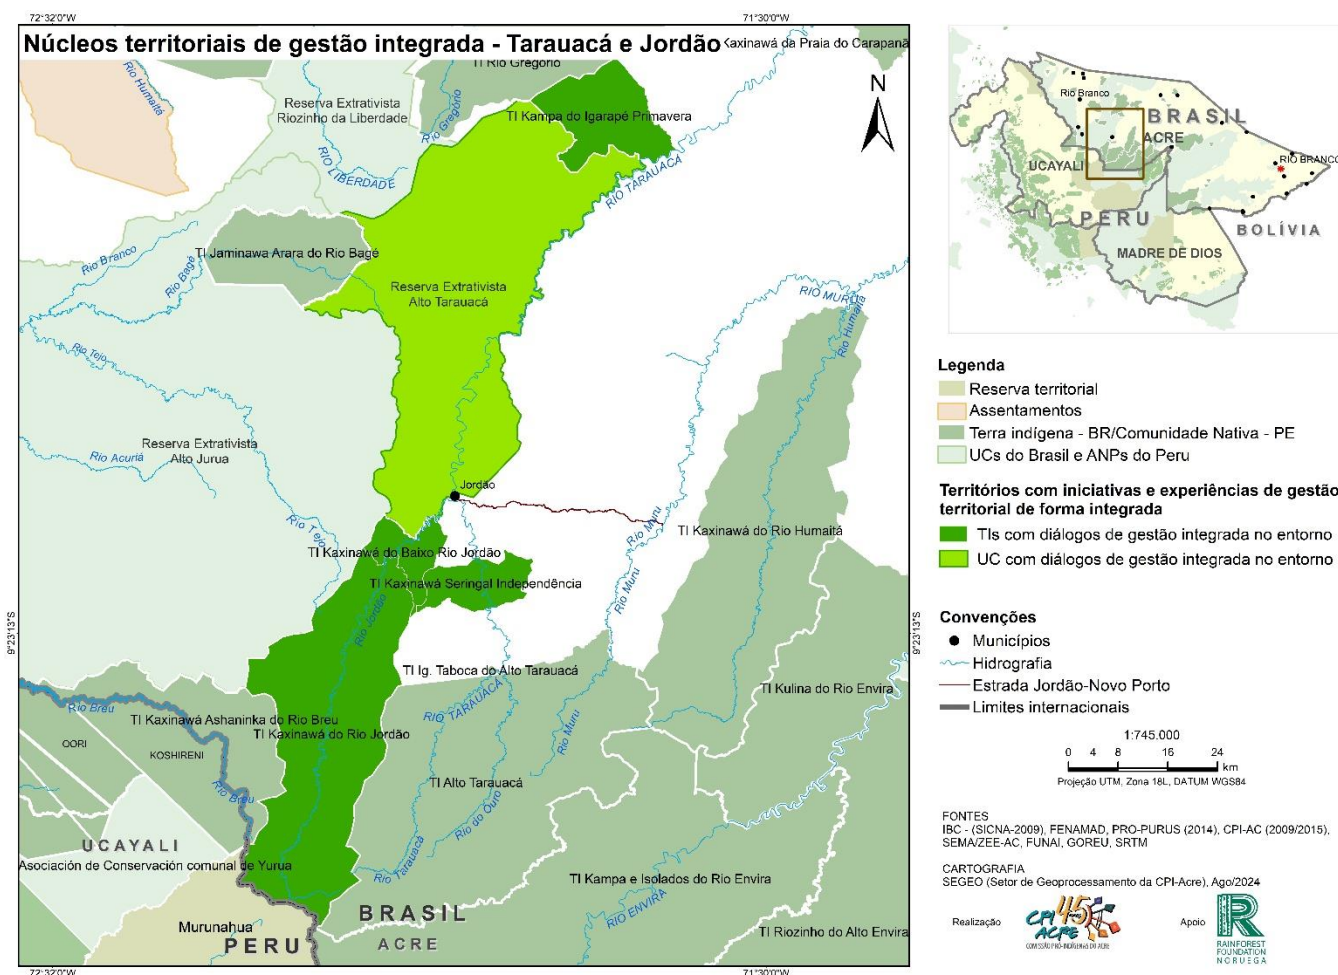 72°32'0"W
71°30'0"W
Núcleos territoriais de gestão integrada - Tarauacá e Jordão
Kaxinawá da Praia do Carapanã
TI Rio Gregório
Rio Humaitá
Reserva Extrativista
Riozinho da Liberdade
Rio Gregório
TI Kampa do Igarapé Primavera
N
RIO LIBERDADE
RIO TARAUACÁ
Rio Branco
Rio Bagé
TI Jaminawa Arara do Rio Bagé
Reserva Extrativista
Alto Tarauacá
RIO MURU
Rio Humaitá
Rio Tejo
Reserva Extrativista
Alto Jurua
Rio Acuriá
Rio Tejo
Jordão
Rio Muru
TI Kaxinawá do Rio Humaitá
TI Kaxinawá do Baixo Rio Jordão
TI Kaxinawá Seringal Independência
Rio Muru
Rio Jordão
9°23'13"S
9°23'13"S
TI Ig. Taboca do Alto Tarauacá
TI Kulina do Rio Envira
RIO TARAUACÁ
Rio Breu
TI Kaxinawá Ashaninka do Rio Breu
TI Kaxinawá do Rio Jordão
Rio Muru
OORI
KOSHIRENI
Rio Breu
TI Alto Tarauacá
Rio do Ouro
UCAYALI
Asociación de Conservación comunal de Yurua
Rio Tarauacá
TI Kampa e Isolados do Rio Envira
RIO ENVIRA
Murunahua
PERU
BRASIL
ACRE
TI Riozinho do Alto Envira
72°32'0"W
71°30'0"W
Rio Branco
BRASIL
ACRE
UCAYALI
RIO BRANCO
PERU
BOLÍVIA
MADRE DE DIOS
Legenda
Reserva territorial
Assentamentos
Terra indígena - BR/Comunidade Nativa - PE
UCs do Brasil e ANPs do Peru
Territórios com iniciativas e experiências de gestão
territorial de forma integrada
TIs com diálogos de gestão integrada no entorno
UC com diálogos de gestão integrada no entorno
Convenções
Municípios
Hidrografia
Estrada Jordão-Novo Porto
Limites internacionais
1:745.000
0 4 8 16 24
km
Projeção UTM, Zona 18L, DATUM WGS84
FONTES
IBC - (SICNA-2009), FENAMAD, PRO-PURUS (2014), CPI-AC (2009/2015),
SEMA/ZEE-AC, FUNAI, GOREU, SRTM
CARTOGRAFIA
SEGEO (Setor de Geoprocessamento da CPI-Acre), Ago/2024
Realização
CPI ACRE 45 anos
COMISSÃO PRÓ-INDÍGENAS DO ACRE
Apoio
RAINFOREST
FOUNDATION
NORUEGA